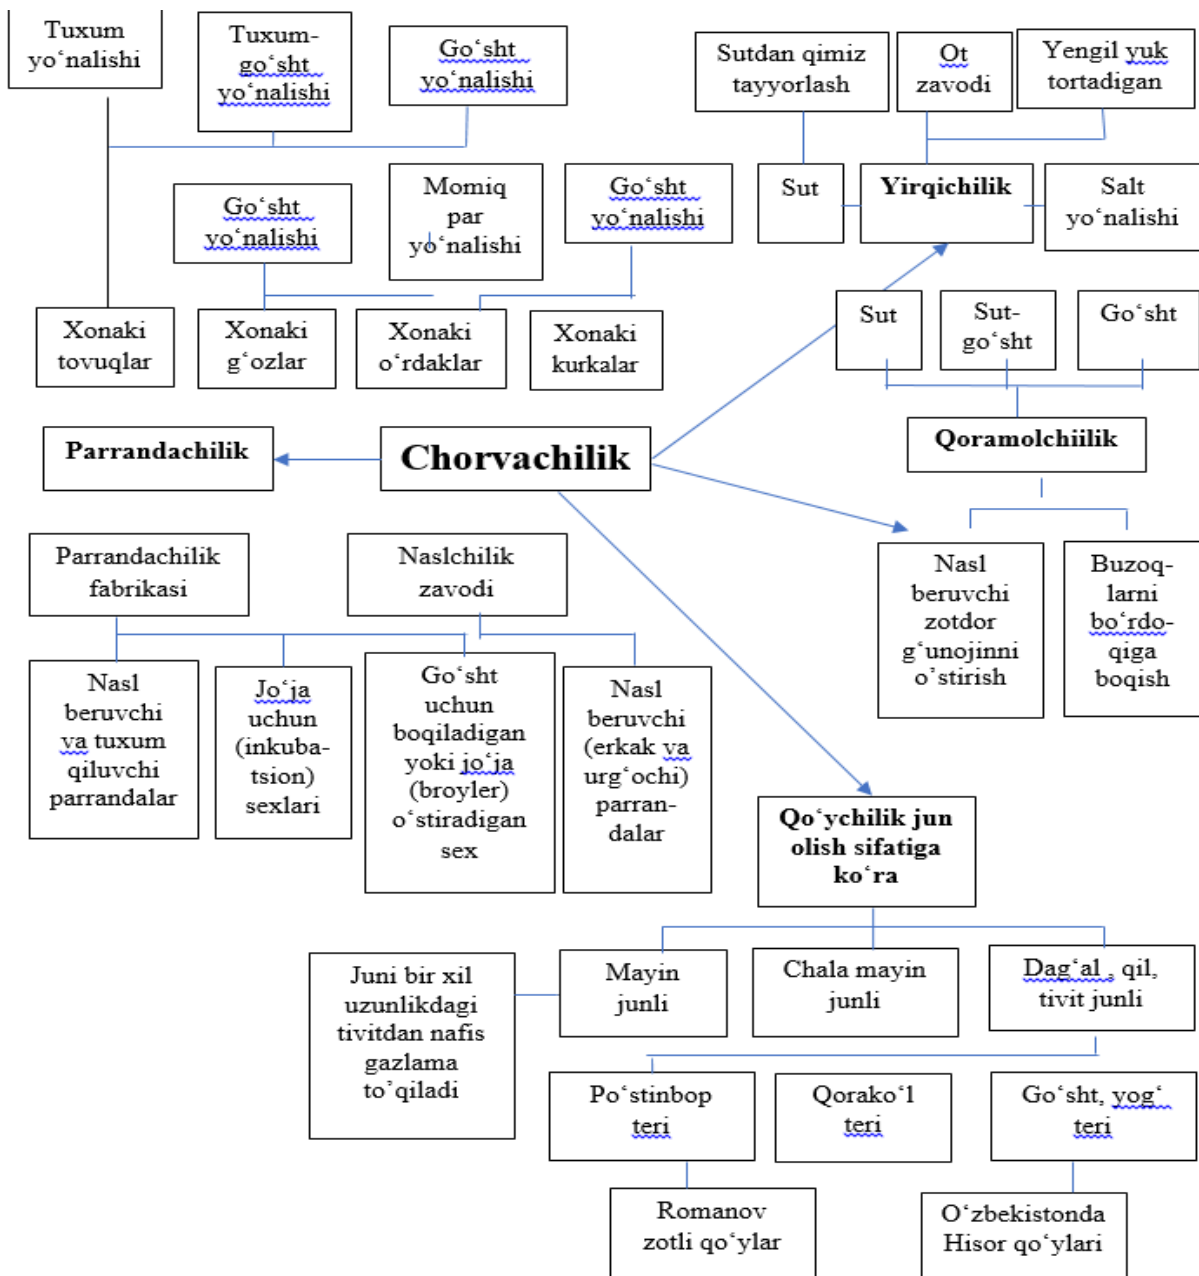 Tuxum
yo‘nalishi
Tuxum-
go‘sht
yo‘nalishi
Go‘sht
yo‘nalishi
Sutdan qimiz
tayyorlash
Ot
zavodi
Yengil yuk
tortadigan
Go‘sht
yo‘nalishi
Momiq
par
yo‘nalishi
Go‘sht
yo‘nalishi
Sut
Yirqichilik
Salt
yo‘nalishi
Xonaki
tovuqlar
Xonaki
g‘ozlar
Xonaki
o‘rdaklar
Xonaki
kurkalar
Sut
Sut-
go‘sht
Go‘sht
Parrandachilik
Chorvachilik
Qoramolchiilik
Parrandachilik
fabrikasi
Naslchilik
zavodi
Nasl
beruvchi
zotdor
g‘unojinni
o’stirish
Buzoq-
larni
bo‘rdo-
qiga
boqish
Nasl
beruvchi
va tuxum
qiluvchi
parrandalar
Jo‘ja
uchun
(inkuba-
tsion)
sexlari
Go‘sht
uchun
boqiladigan
yoki jo‘ja
(broyler)
o‘stiradigan
sex
Nasl
beruvchi
(erkak va
urg‘ochi)
parran-
dalar
Qo‘ychilik jun
olish sifatiga
ko‘ra
Juni bir xil
uzunlikdagi
tivitdan nafis
gazlama
to’qiladi
Mayin
junli
Chala mayin
junli
Dag‘al , qil,
tivit junli
Po‘stinbop
teri
Qorako‘l
teri
Go‘sht, yog‘
teri
Romanov
zotli qo‘ylar
O‘zbekistonda
Hisor qo‘ylari